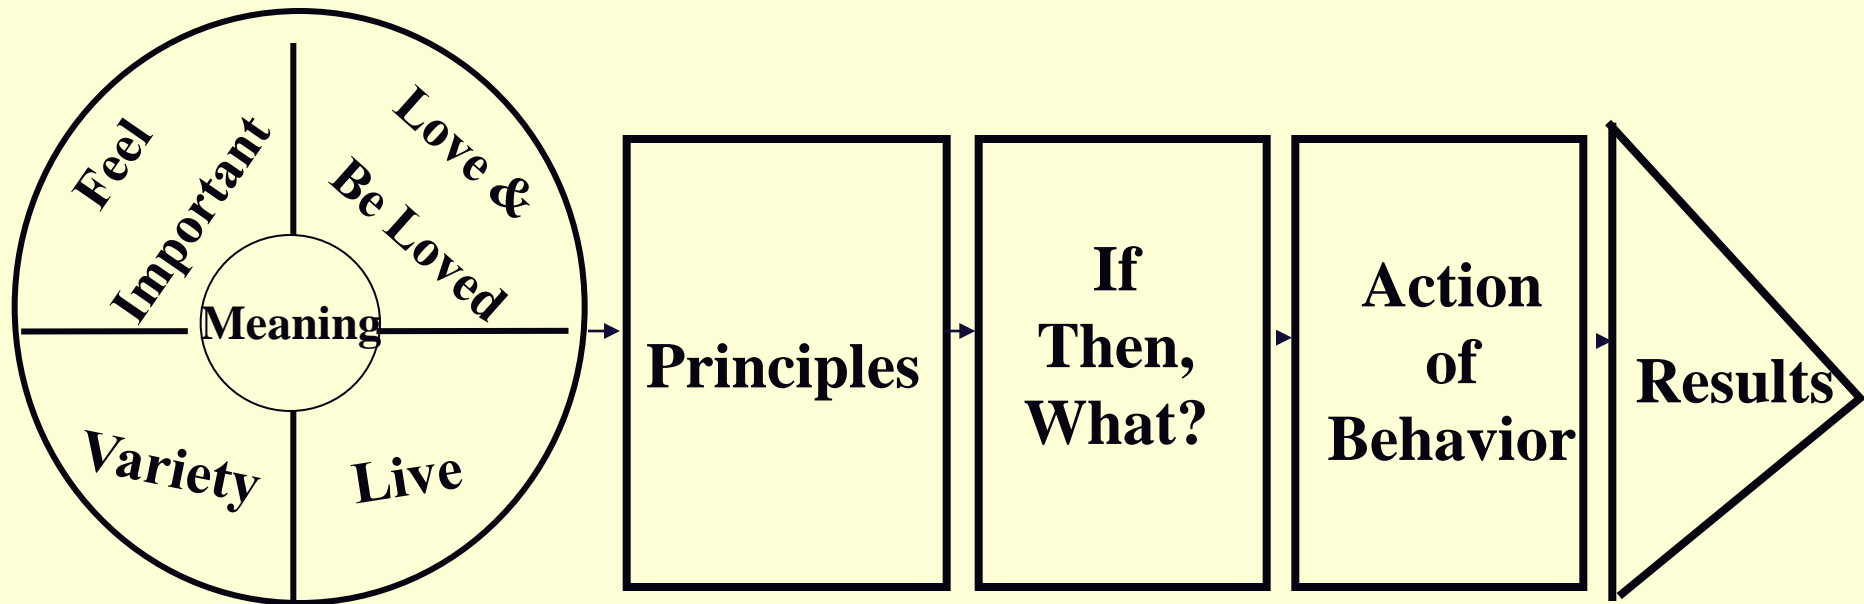 Feel
Important
Love &
Be Loved
Meaning
Variety
Live
Principles
If
Then,
What?
Action
of
Behavior
Results